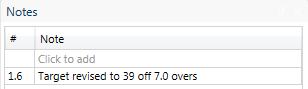 Notes
# Note
Click to add
1.6 Target revised to 39 off 7.0 overs